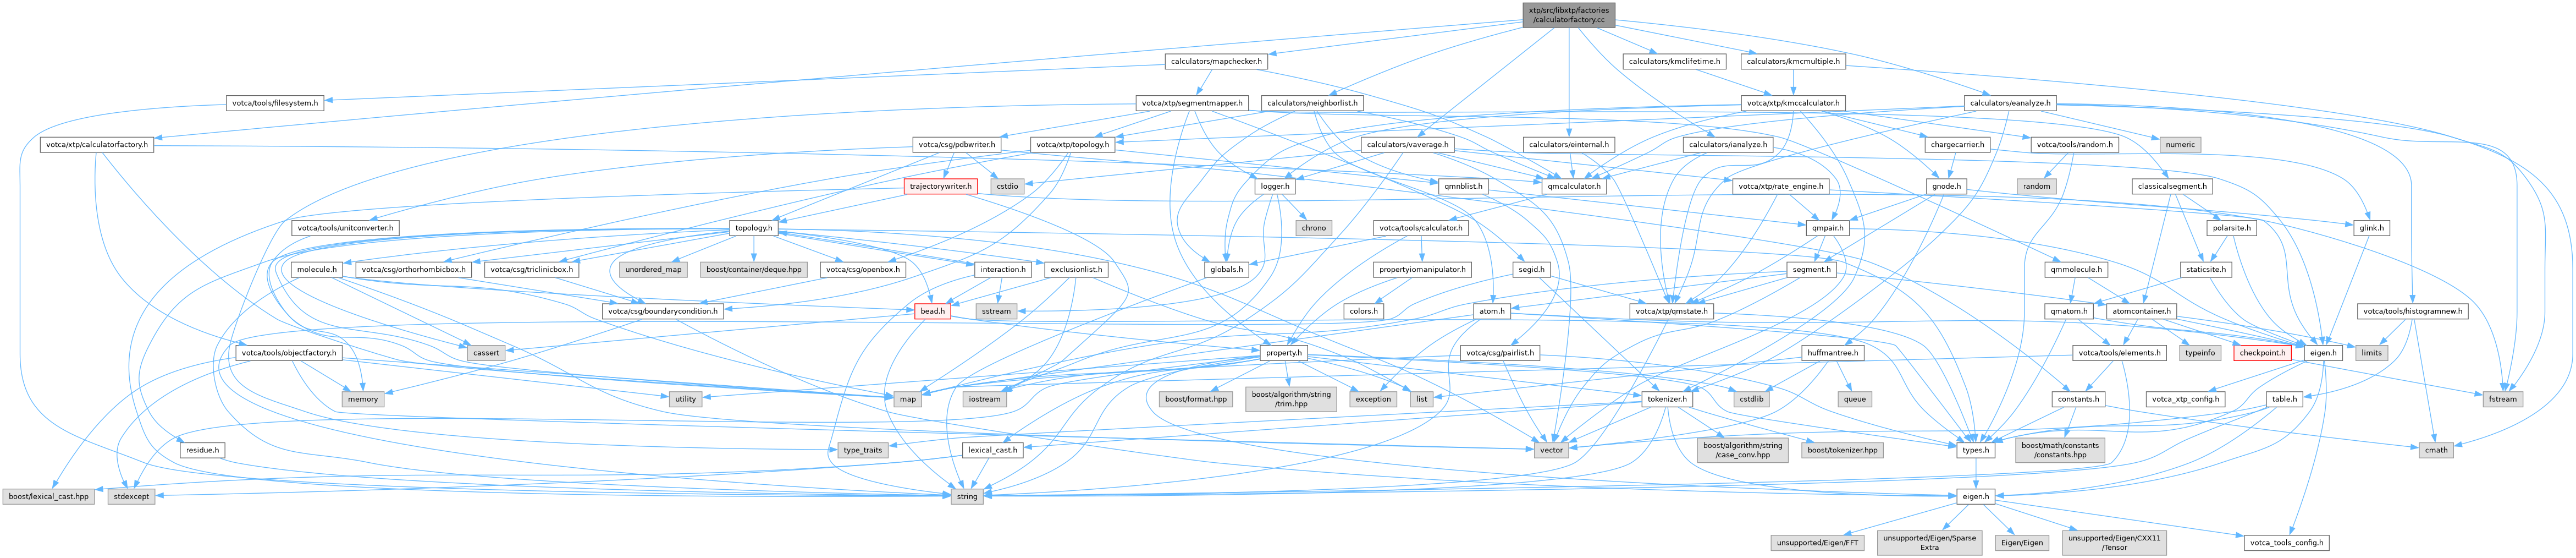 xtp/src/libxtp/factories
/calculatorfactory.cc
calculators/mapchecker.h
calculators/kmclifetime.h
calculators/kmcmultiple.h
votca/tools/filesystem.h
votca/xtp/segmentmapper.h
calculators/neighborlist.h
votca/xtp/kmccalculator.h
calculators/eanalyze.h
votca/xtp/calculatorfactory.h
votca/csg/pdbwriter.h
votca/xtp/topology.h
calculators/vaverage.h
calculators/einternal.h
calculators/ianalyze.h
chargecarrier.h
votca/tools/random.h
numeric
trajectorywriter.h
cstdio
logger.h
qmnblist.h
qmcalculator.h
votca/xtp/rate_engine.h
gnode.h
random
classicalsegment.h
votca/tools/unitconverter.h
topology.h
chrono
votca/tools/calculator.h
qmpair.h
glink.h
polarsite.h
molecule.h
votca/csg/orthorhombicbox.h
votca/csg/triclinicbox.h
unordered_map
boost/container/deque.hpp
votca/csg/openbox.h
interaction.h
exclusionlist.h
globals.h
propertyiomanipulator.h
segid.h
segment.h
qmmolecule.h
staticsite.h
votca/csg/boundarycondition.h
bead.h
sstream
colors.h
atom.h
votca/xtp/qmstate.h
qmatom.h
atomcontainer.h
votca/tools/histogramnew.h
votca/tools/objectfactory.h
cassert
property.h
votca/csg/pairlist.h
huffmantree.h
votca/tools/elements.h
typeinfo
checkpoint.h
eigen.h
limits
memory
utility
map
iostream
boost/format.hpp
boost/algorithm/string
/trim.hpp
exception
list
tokenizer.h
cstdlib
queue
constants.h
votca_xtp_config.h
table.h
fstream
residue.h
type_traits
lexical_cast.h
boost/algorithm/string
/case_conv.hpp
boost/tokenizer.hpp
vector
types.h
boost/math/constants
/constants.hpp
cmath
boost/lexical_cast.hpp
stdexcept
string
eigen.h
unsupported/Eigen/FFT
unsupported/Eigen/Sparse
Extra
Eigen/Eigen
unsupported/Eigen/CXX11
/Tensor
votca_tools_config.h